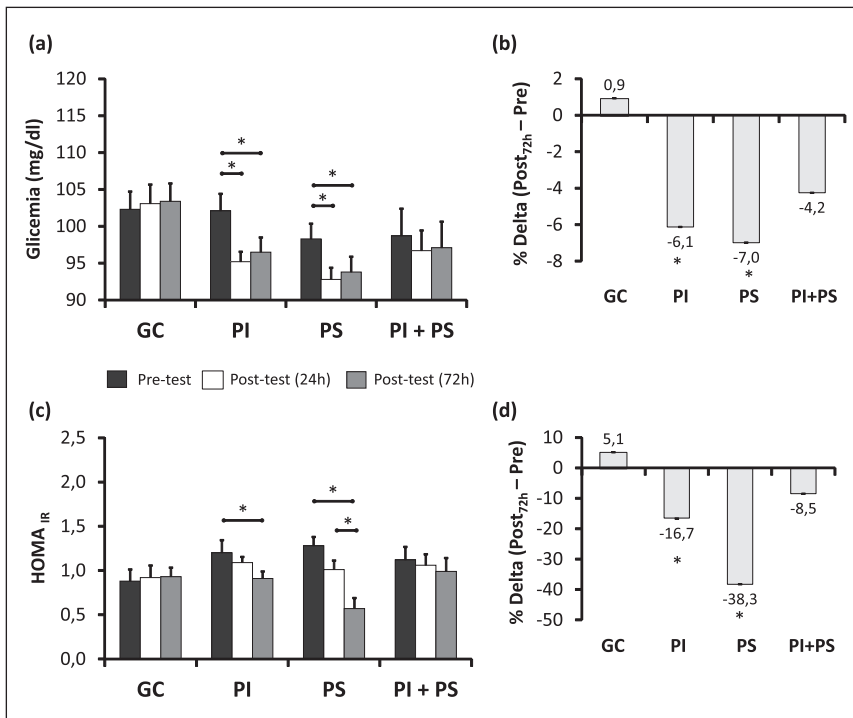 (a)
Glicemia (mg/dl)
120
115
110
105
100
95
90
*
*
*
*
GC
PI
PS
PI + PS
(b)
% Delta (Post72h – Pre)
2
0
-2
-4
-6
-8
0,9
-6,1
*
-7,0
*
-4,2
GC
PI
PS
PI+PS
Pre-test
Post-test (24h)
Post-test (72h)
(c)
HOMA IR
2,5
2,0
1,5
1,0
0,5
0,0
*
*
*
GC
PI
PS
PI + PS
(d)
% Delta (Post72h – Pre)
10
0
-10
-20
-30
-40
-50
5,1
-16,7
*
-38,3
*
-8,5
GC
PI
PS
PI+PS